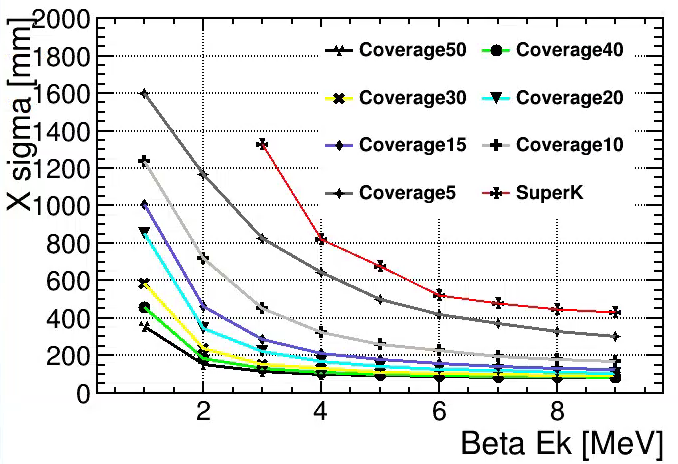 X sigma [mm]
2000
1800
1600
1400
1200
1000
800
600
400
200
0
Coverage50 Coverage40
Coverage30 Coverage20
Coverage15 Coverage10
Coverage5 SuperK
2 4 6 8
Beta Ek [MeV]